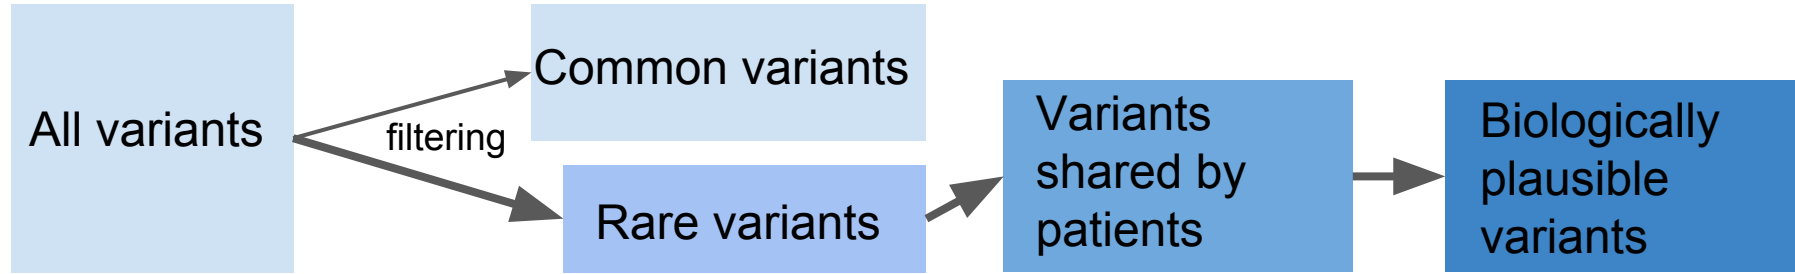 All variants
Common variants
filtering
Rare variants
Variants
shared by
patients
Biologically
plausible
variants